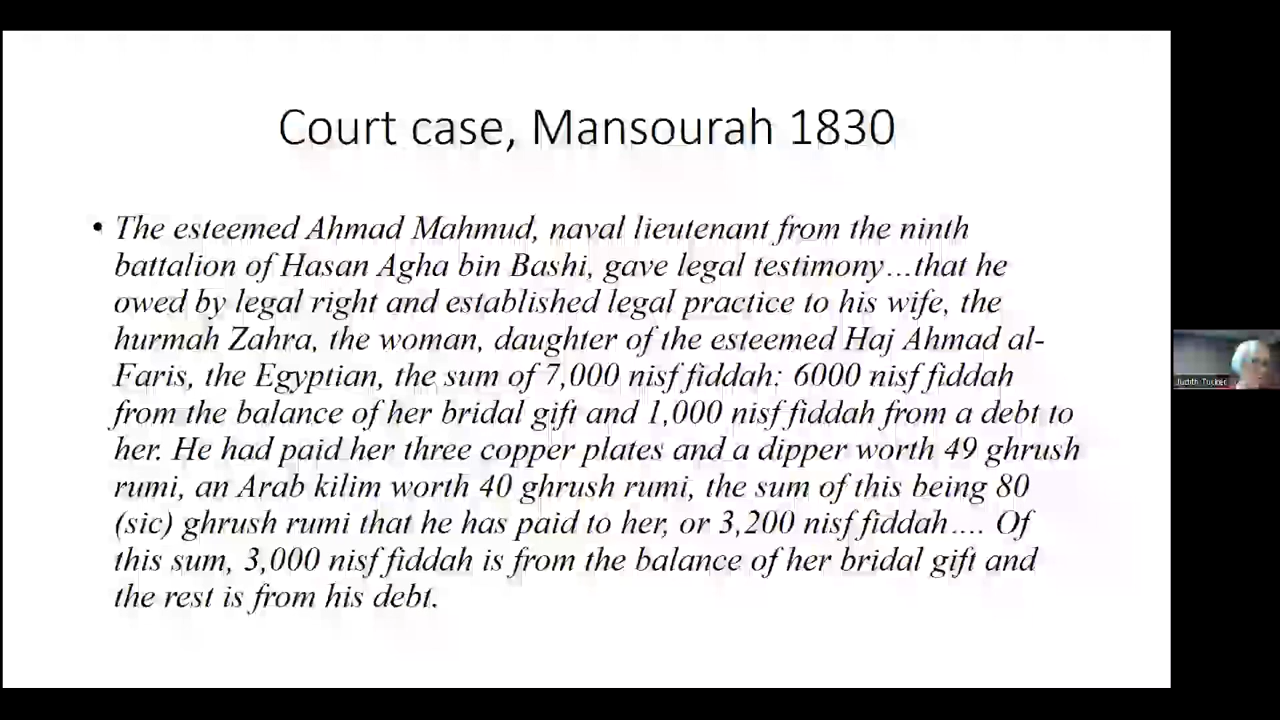 Court case, Mansourah 1830
• The esteemed Ahmad Mahmud, naval lieutenant from the ninth
battalion of Hasan Agha bin Bashi, gave legal testimony…that he
owed by legal right and established legal practice to his wife, the
hurmah Zahra, the woman, daughter of the esteemed Haj Ahmad al-
Faris, the Egyptian, the sum of 7,000 nisf fiddah: 6000 nisf fiddah
from the balance of her bridal gift and 1,000 nisf fiddah from a debt to
her. He had paid her three copper plates and a dipper worth 49 ghrush
rumi, an Arab kilim worth 40 ghrush rumi, the sum of this being 80
(sic) ghrush rumi that he has paid to her, or 3,200 nisf fiddah…. Of
this sum, 3,000 nisf fiddah is from the balance of her bridal gift and
the rest is from his debt.
Judith Tucker